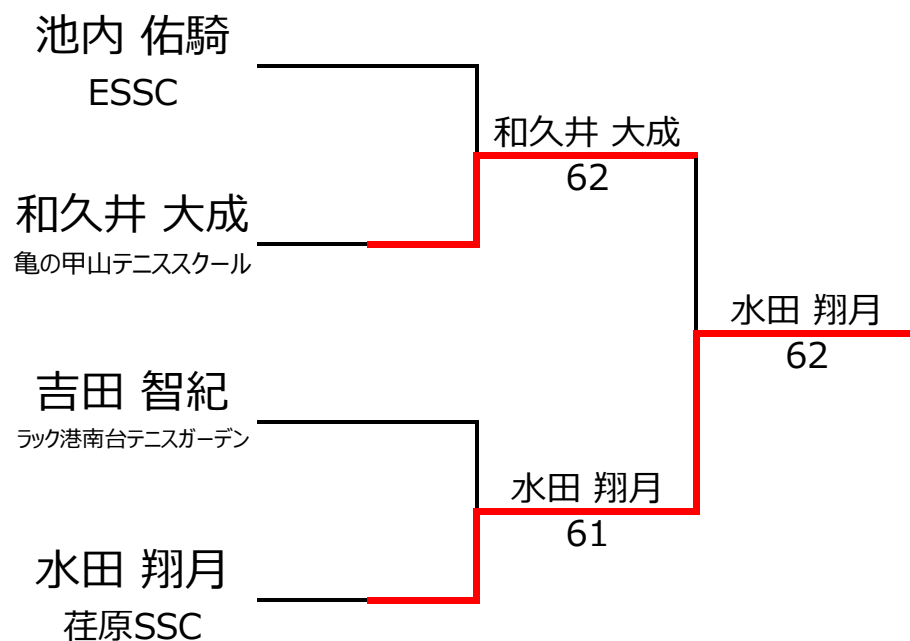 池内 佑騎
ESSC
和久井 大成
62
和久井 大成
亀の甲山テニススクール
水田 翔月
62
吉田 智紀
ラック港南台テニスガーデン
水田 翔月
61
水田 翔月
荏原SSC